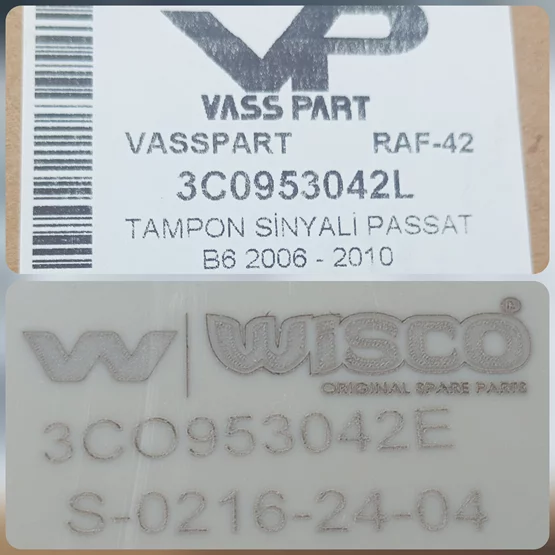 VP
VASS PART
VASSPART RAF-42
3C0953042L
TAMPON SİNYALİ PASSAT
B6 2006 - 2010
W WISCO®
ORIGINAL SPARE PARTS
3CO953042E
S-0216-24-04